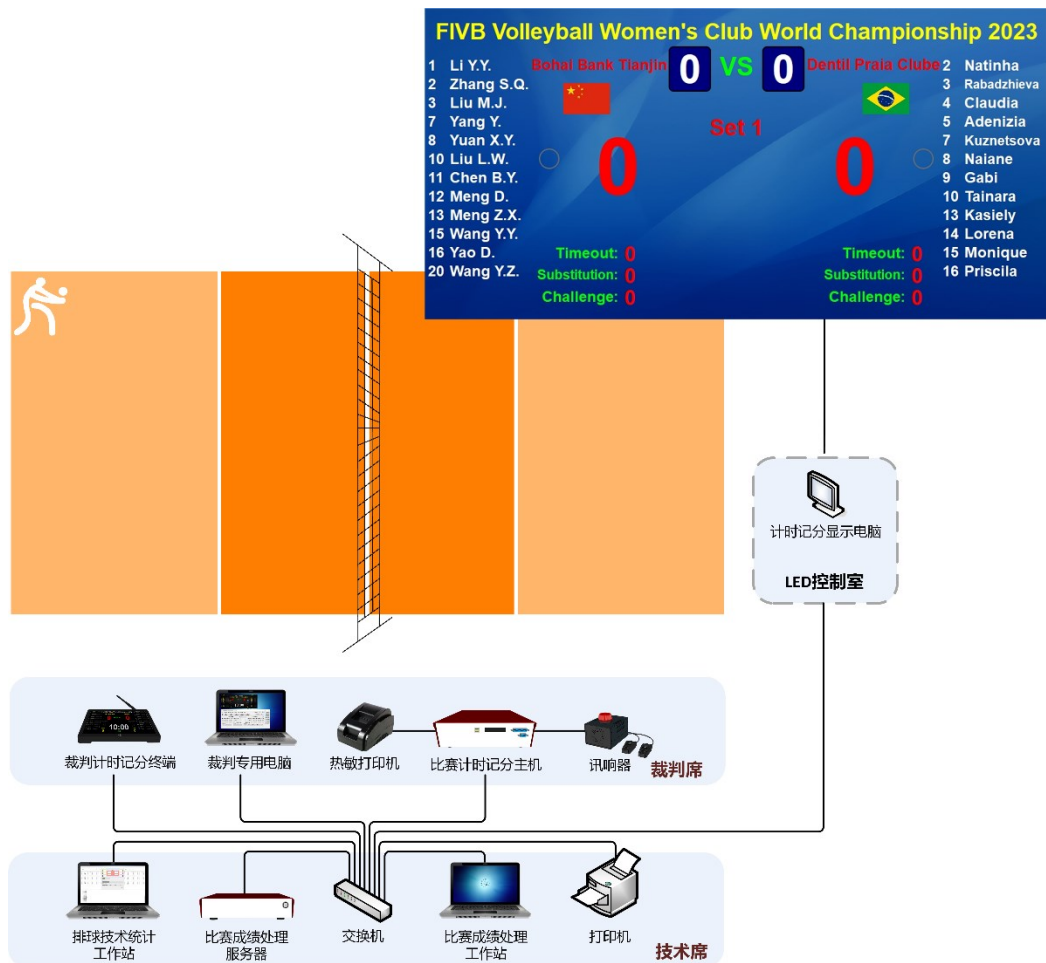 FIVB Volleyball Women's Club World Championship 2023
Bohai Bank Tianjin 0 VS 0 Dentil Praia Clube
Set 1
0 0
1 Li Y.Y.
2 Zhang S.Q.
3 Liu M.J.
7 Yang Y.
8 Yuan X.Y.
10 Liu L.W.
11 Chen B.Y.
12 Meng D.
13 Meng Z.X.
15 Wang Y.Y.
16 Yao D.
20 Wang Y.Z.
Timeout: 0
Substitution: 0
Challenge: 0
Timeout: 0
Substitution: 0
Challenge: 0
2 Natinha
3 Rabadzhieva
4 Claudia
5 Adenizia
7 Kuznetsova
8 Naiane
9 Gabi
10 Tainara
13 Kasiely
14 Lorena
15 Monique
16 Priscila
计时记分显示电脑
LED控制室
10:00
裁判计时记分终端
裁判专用电脑
热敏打印机
比赛计时记分主机
讯响器
裁判席
排球技术统计
工作站
比赛成绩处理
服务器
交换机
比赛成绩处理
工作站
打印机
技术席